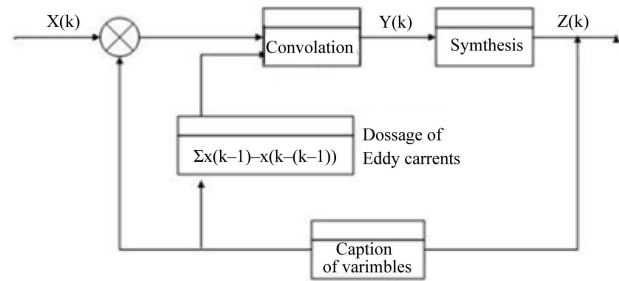 X(k)
Convolation
Y(k)
Symthesis
Z(k)
Σx(k–1)–x(k–(k–1))
Dossage of
Eddy carrents
Caption
of varimbles